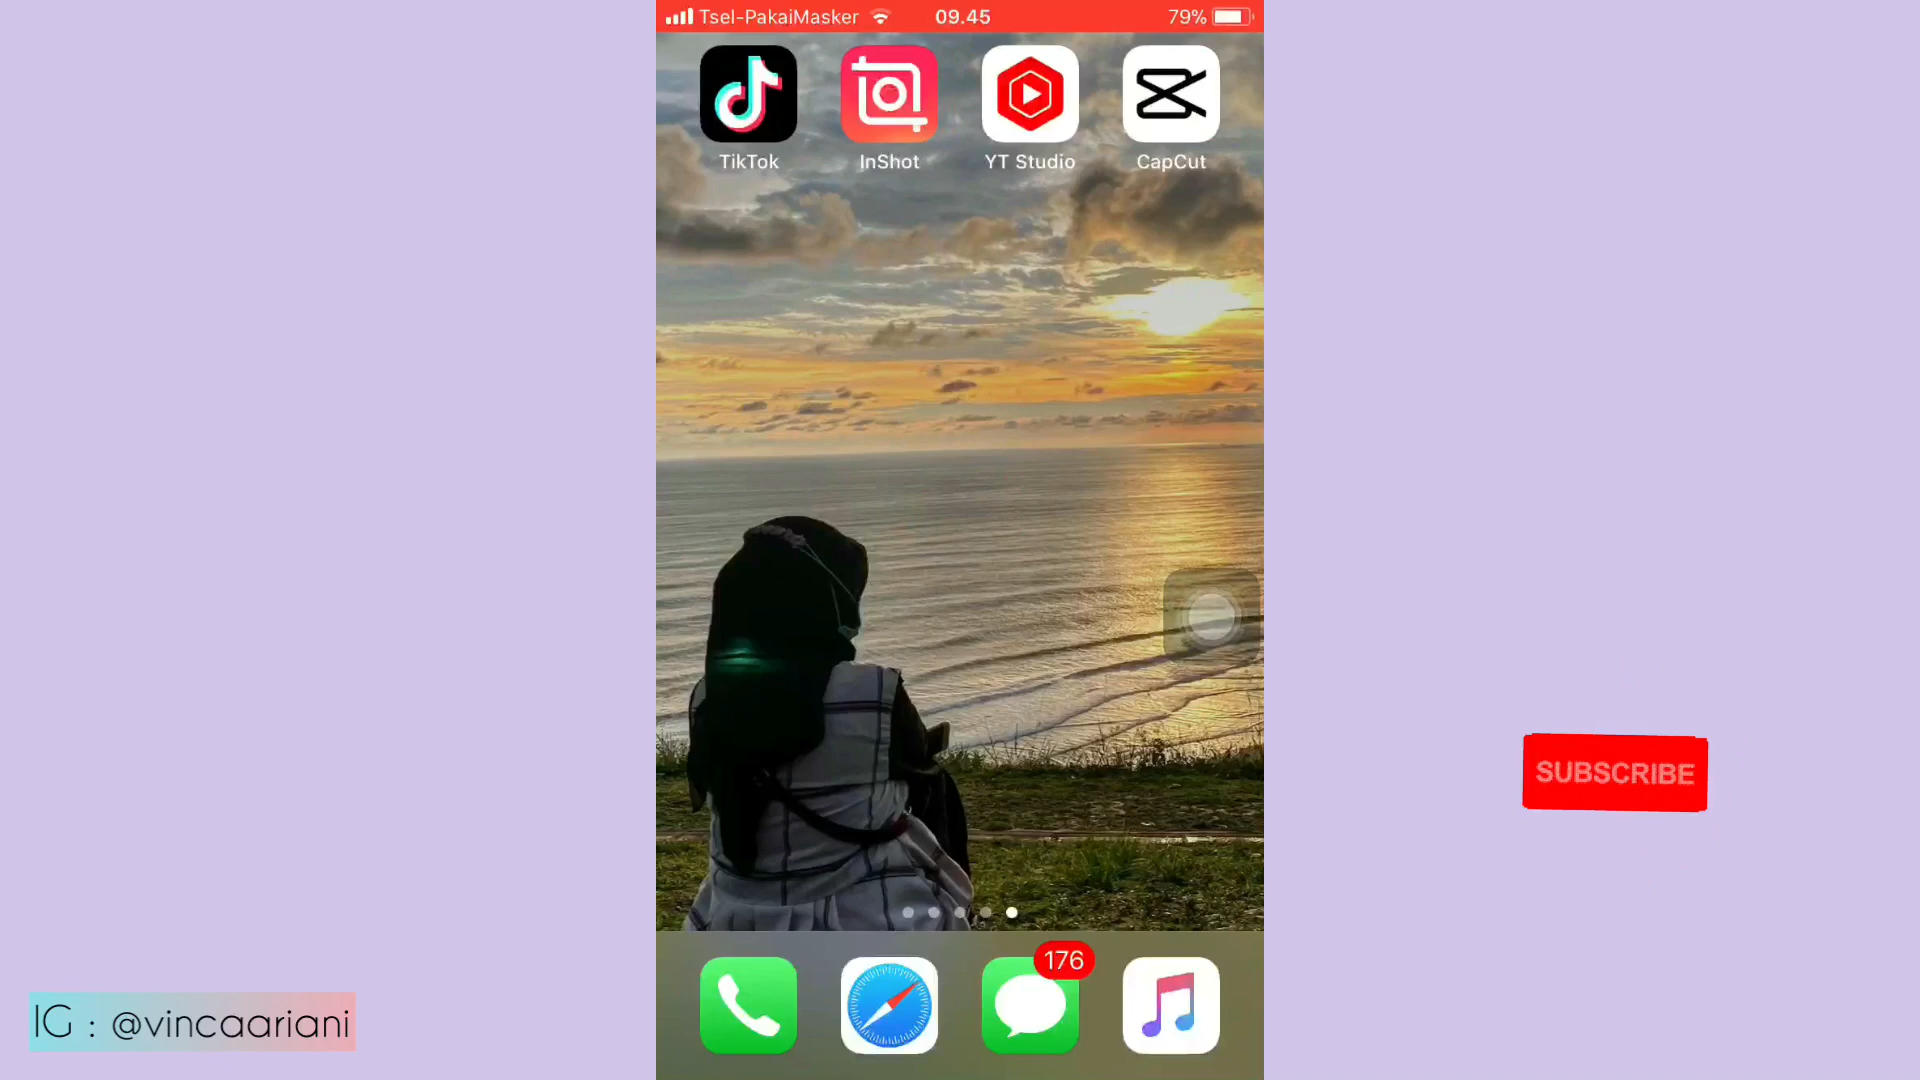 Tsel-PakaiMasker 09.45 79%
TikTok InShot YT Studio CapCut
SUBSCRIBE
176
IG : @vincaariani